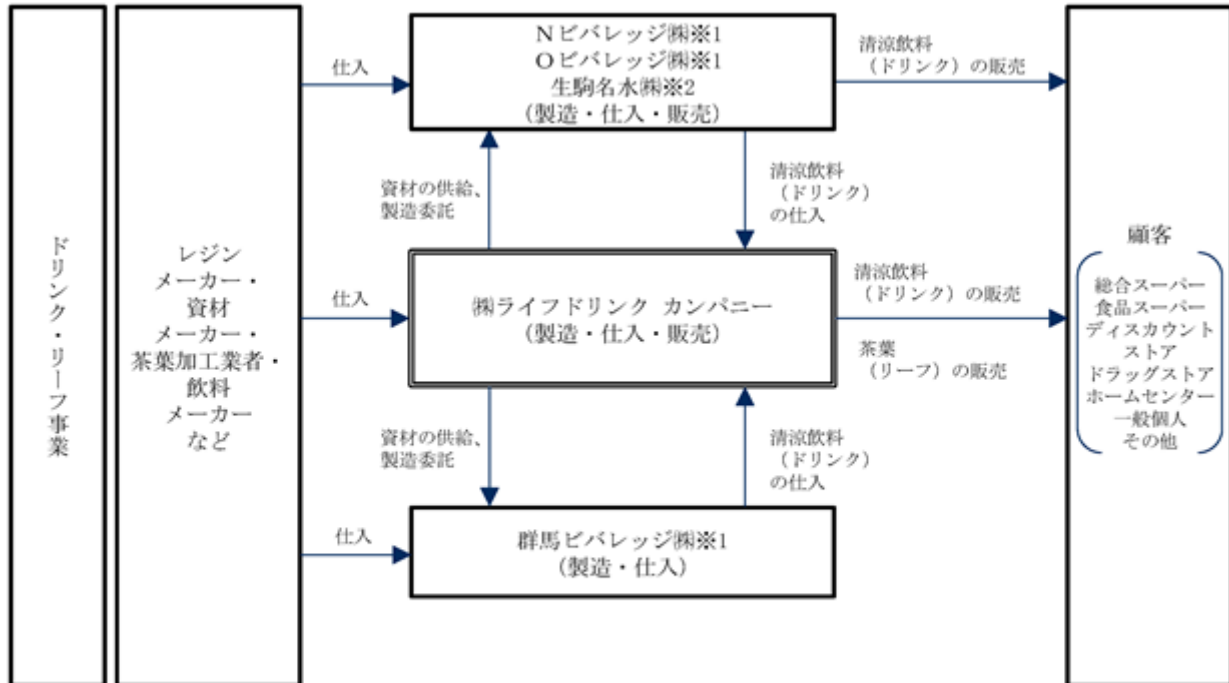 ドリンク・リーフ事業
レジン
メーカー・
資材
メーカー・
茶葉加工業者・
飲料
メーカー
など
仕入
Nビバレッジ㈱※1
Oビバレッジ㈱※1
生駒名水㈱※2
(製造・仕入・販売)
清涼飲料
(ドリンク)の販売
資材の供給、
製造委託
清涼飲料
(ドリンク)
の仕入
仕入
㈱ライフドリンク カンパニー
(製造・仕入・販売)
清涼飲料
(ドリンク)の販売
茶葉
(リーフ)の販売
資材の供給、
製造委託
清涼飲料
(ドリンク)
の仕入
仕入
群馬ビバレッジ㈱※1
(製造・仕入)
顧客
総合スーパー
食品スーパー
ディスカウント
ストア
ドラッグストア
ホームセンター
一般個人
その他